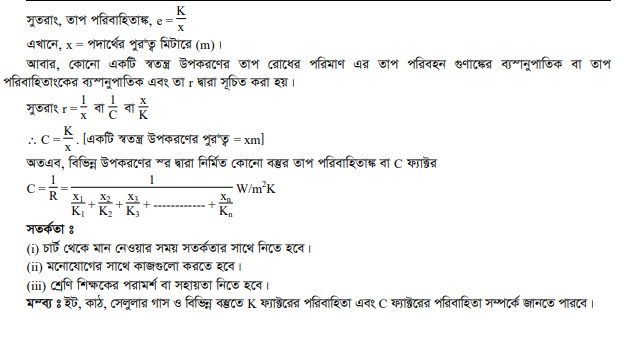 সুতরাং, তাপ পরিবাহিতাঙ্ক, e = K/x
এখানে, x = পদার্থের পুরুত্ব মিটারে (m)।
আবার, কোনো একটি স্বতন্ত্র উপকরণের তাপ রোধের পরিমাণ এর তাপ পরিবহন গুণাঙ্কের ব্যস্তানুপাতিক বা তাপ
পরিবাহিতাংকের ব্যস্তানুপাতিক এবং তা r দ্বারা সূচিত করা হয়।
সুতরাং r = 1/x বা 1/C বা x/K
∴ C = K/x . [একটি স্বতন্ত্র উপকরণের পুরুত্ব = xm]
অতএব, বিভিন্ন উপকরণের স্তর দ্বারা নির্মিত কোনো বস্তুর তাপ পরিবাহিতাঙ্ক বা C ফ্যাক্টর
C = 1/R = 1/(x₁/K₁ + x₂/K₂ + x₃/K₃ + ------------ + xₙ/Kₙ) W/m²K
সতর্কতা ঃ
(i) চার্ট থেকে মান নেওয়ার সময় সতর্কতার সাথে নিতে হবে।
(ii) মনোযোগের সাথে কাজগুলো করতে হবে।
(iii) শ্রেণি শিক্ষকের পরামর্শ বা সহায়তা নিতে হবে।
মন্তব্য ঃ ইট, কাঠ, সেলুলার গাস ও বিভিন্ন বস্তুতে K ফ্যাক্টরের পরিবাহিতা এবং C ফ্যাক্টরের পরিবাহিতা সম্পর্কে জানতে পারবে।